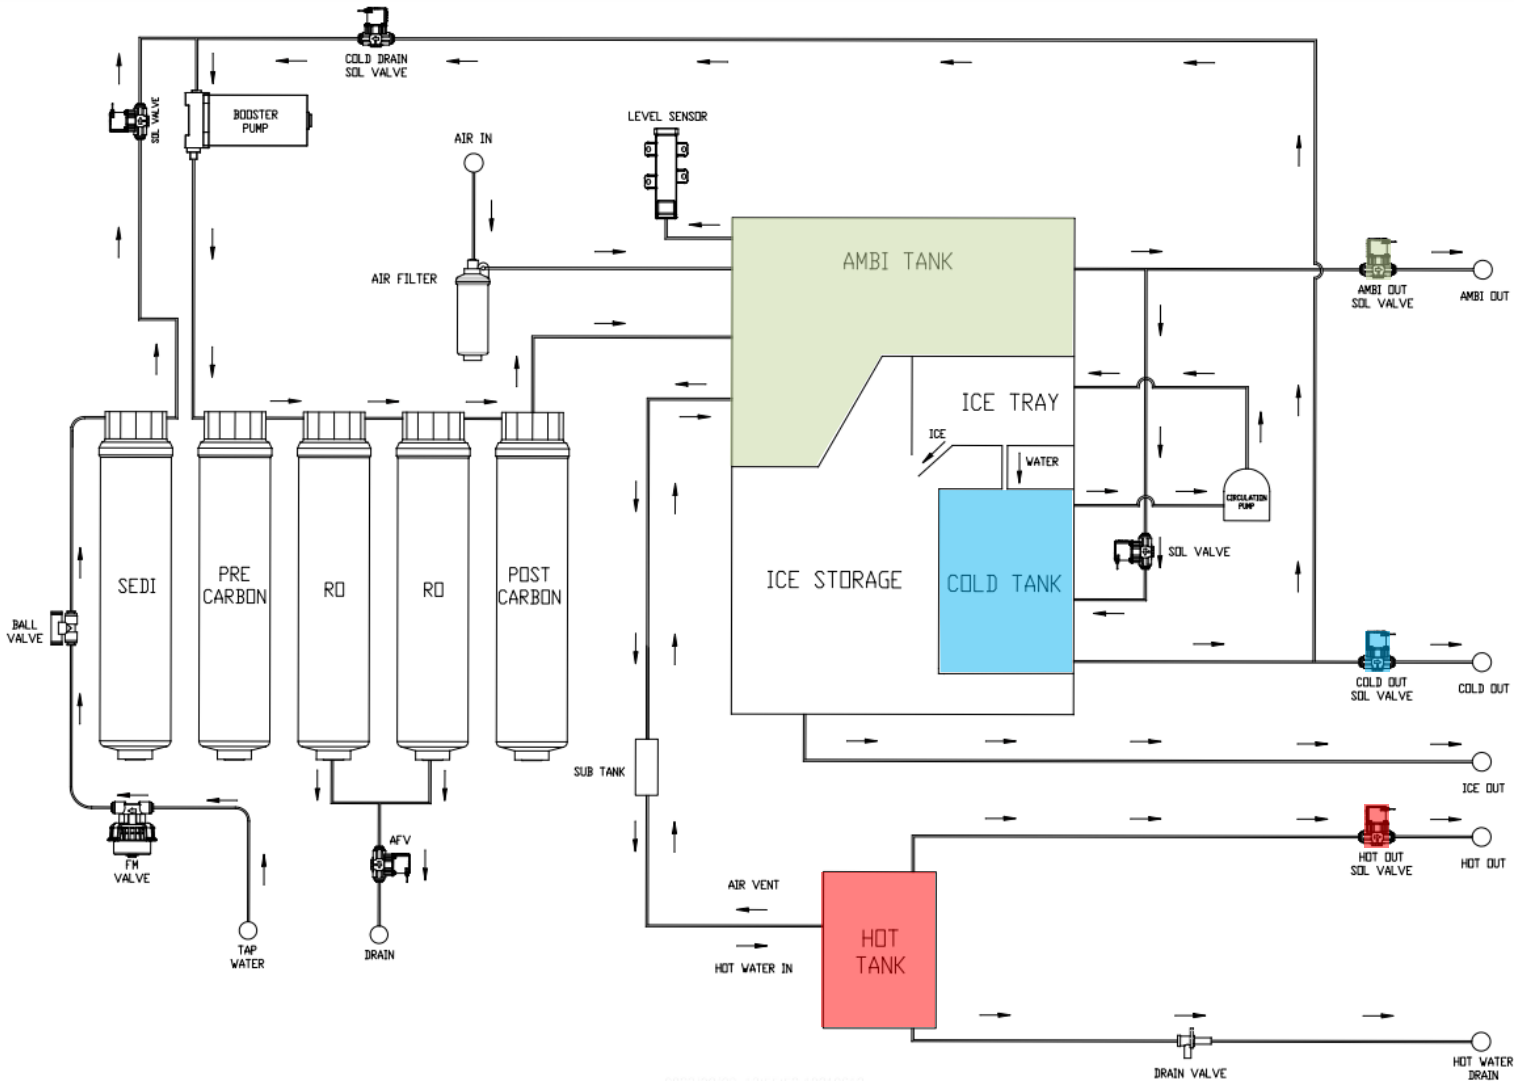 COLD DRAIN
SOL VALVE
SOL VALVE
BOOSTER
PUMP
LEVEL SENSOR
AIR IN
AMBI TANK
AIR FILTER
AMBI OUT
SOL VALVE
AMBI OUT
ICE TRAY
ICE
WATER
CIRCULATION
PUMP
SOL VALVE
SEDI
PRE
CARBON
RO
RO
POST
CARBON
ICE STORAGE
COLD TANK
BALL
VALVE
COLD OUT
SOL VALVE
COLD OUT
SUB TANK
ICE OUT
FM
VALVE
AFV
HOT OUT
SOL VALVE
HOT OUT
AIR VENT
TAP
WATER
DRAIN
HOT WATER IN
HOT
TANK
DRAIN VALVE
HOT WATER
DRAIN